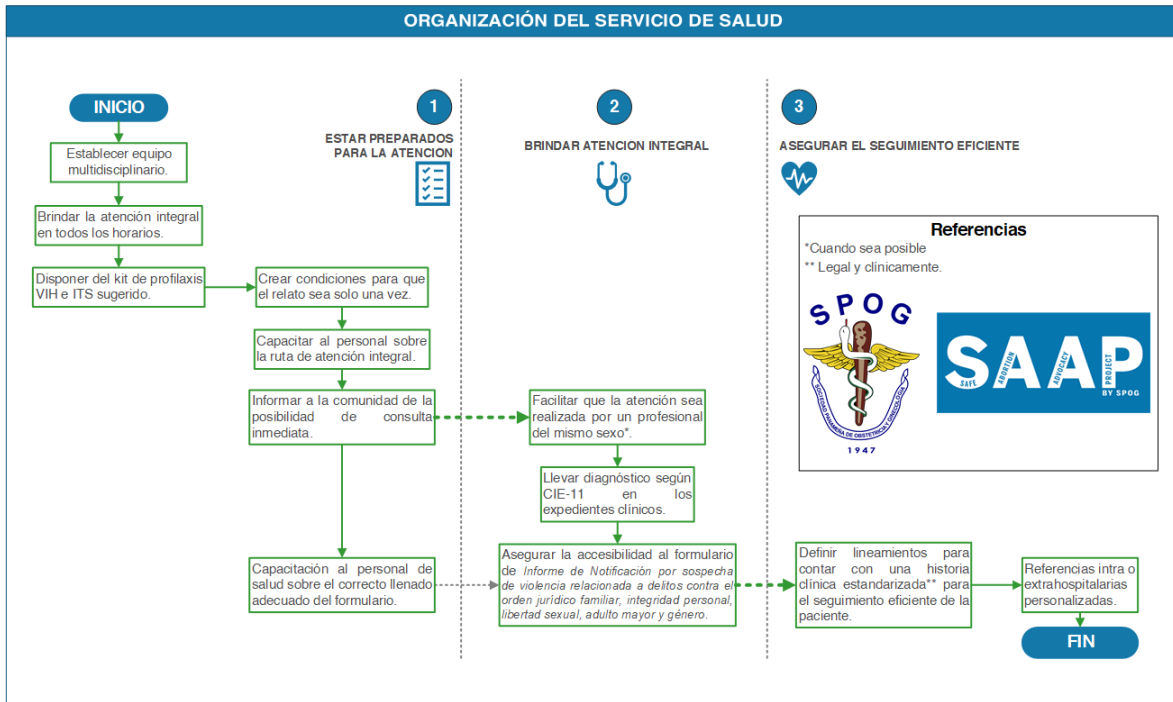 ORGANIZACIÓN DEL SERVICIO DE SALUD
INICIO
1
2
3
ESTAR PREPARADOS
PARA LA ATENCION
BRINDAR ATENCION INTEGRAL
ASEGURAR EL SEGUIMIENTO EFICIENTE
Establecer equipo
multidisciplinario.
Brindar la atención integral
en todos los horarios.
Disponer del kit de profilaxis
VIH e ITS sugerido.
Crear condiciones para que
el relato sea solo una vez.
Capacitar al personal sobre
la ruta de atención integral.
Informar a la comunidad de la
posibilidad de consulta
inmediata.
Capacitación al personal de
salud sobre el correcto llenado
adecuado del formulario.
Facilitar que la atención sea
realizada por un profesional
del mismo sexo*.
Llevar diagnóstico según
CIE-11 en los
expedientes clínicos.
Asegurar la accesibilidad al formulario
de Informe de Notificación por sospecha
de violencia relacionada a delitos contra el
orden jurídico familiar, integridad personal,
libertad sexual, adulto mayor y género.
Referencias
*Cuando sea posible
** Legal y clínicamente.
SPOG
SOCIEDAD PANAMEÑA DE OBSTETRICIA Y GINECOLOGÍA
1947
SAAP
SAFE ABORTION ADVOCACY PROJECT
BY SPOG
Definir lineamientos para
contar con una historia
clínica estandarizada** para
el seguimiento eficiente de la
paciente.
Referencias intra o
extrahospitalarias
personalizadas.
FIN